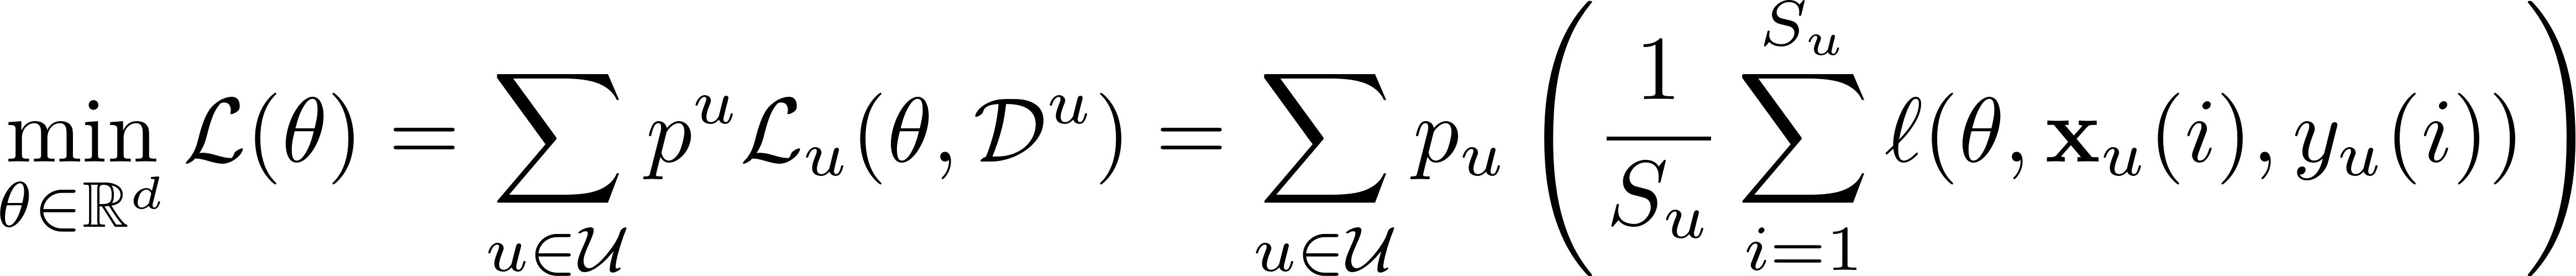 \min_{\theta \in \mathbb{R}^d} \mathcal{L}(\theta) = \sum_{u \in \mathcal{U}} p^u \mathcal{L}_u(\theta, \mathcal{D}^u) = \sum_{u \in \mathcal{U}} p_u \left( \frac{1}{S_u} \sum_{i=1}^{S_u} \ell(\theta, \mathbf{x}_u(i), y_u(i)) \right)